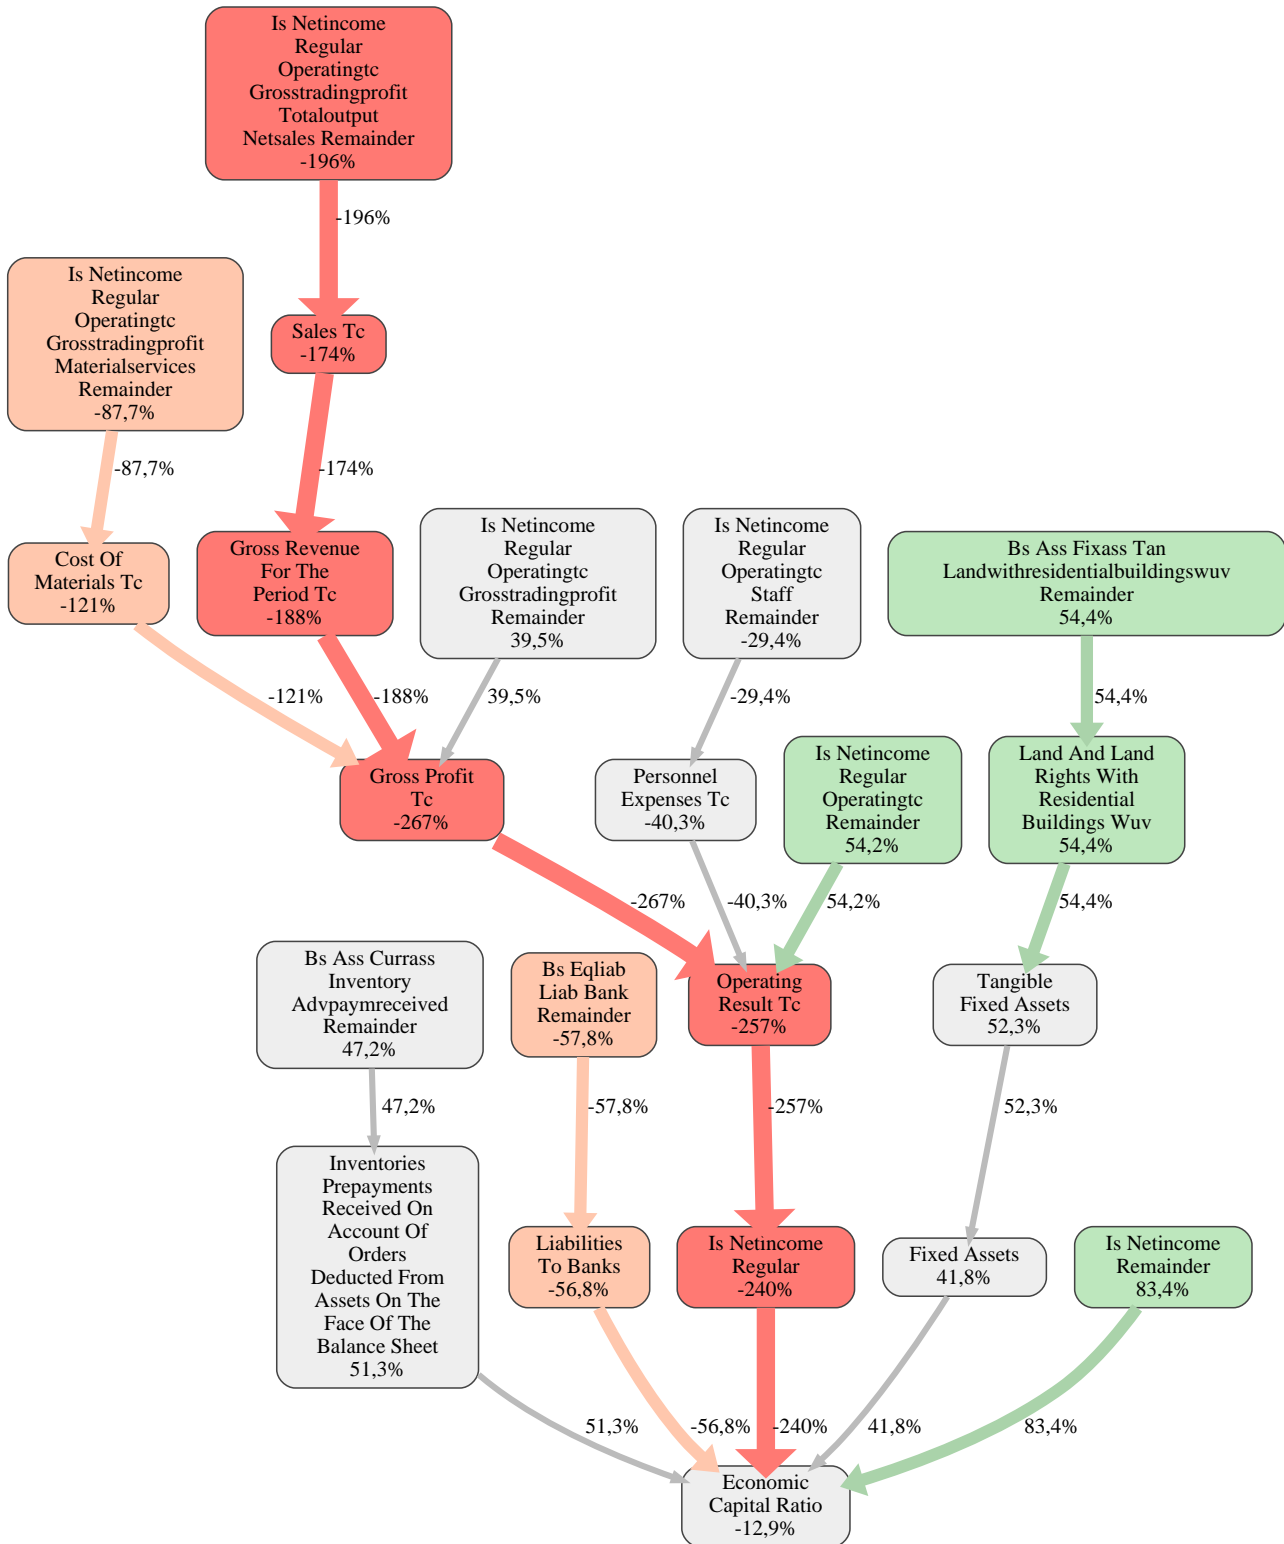 Is Netincome
Regular
Operatingtc
Grosstradingprofit
Totaloutput
Netsales Remainder
-196%
-196%
Is Netincome
Regular
Operatingtc
Grosstradingprofit
Materialservices
Remainder
-87,7%
Sales Tc
-174%
-87,7%
-174%
Cost Of
Materials Tc
-121%
Gross Revenue
For The
Period Tc
-188%
Is Netincome
Regular
Operatingtc
Grosstradingprofit
Remainder
39,5%
Is Netincome
Regular
Operatingtc
Staff
Remainder
-29,4%
Bs Ass Fixass Tan
Landwithresidentialbuildingswuv
Remainder
54,4%
-121%
-188%
39,5%
-29,4%
54,4%
Gross Profit
Tc
-267%
Personnel
Expenses Tc
-40,3%
Is Netincome
Regular
Operatingtc
Remainder
54,2%
Land And Land
Rights With
Residential
Buildings Wuv
54,4%
-267%
-40,3%
54,2%
54,4%
Bs Ass Currass
Inventory
Advpaymreceived
Remainder
47,2%
Bs Eqliab
Liab Bank
Remainder
-57,8%
Operating
Result Tc
-257%
Tangible
Fixed Assets
52,3%
47,2%
-57,8%
-257%
52,3%
Inventories
Prepayments
Received On
Account Of
Orders
Deducted From
Assets On The
Face Of The
Balance Sheet
51,3%
Liabilities
To Banks
-56,8%
Is Netincome
Regular
-240%
Fixed Assets
41,8%
Is Netincome
Remainder
83,4%
51,3%
-56,8%
-240%
41,8%
83,4%
Economic
Capital Ratio
-12,9%